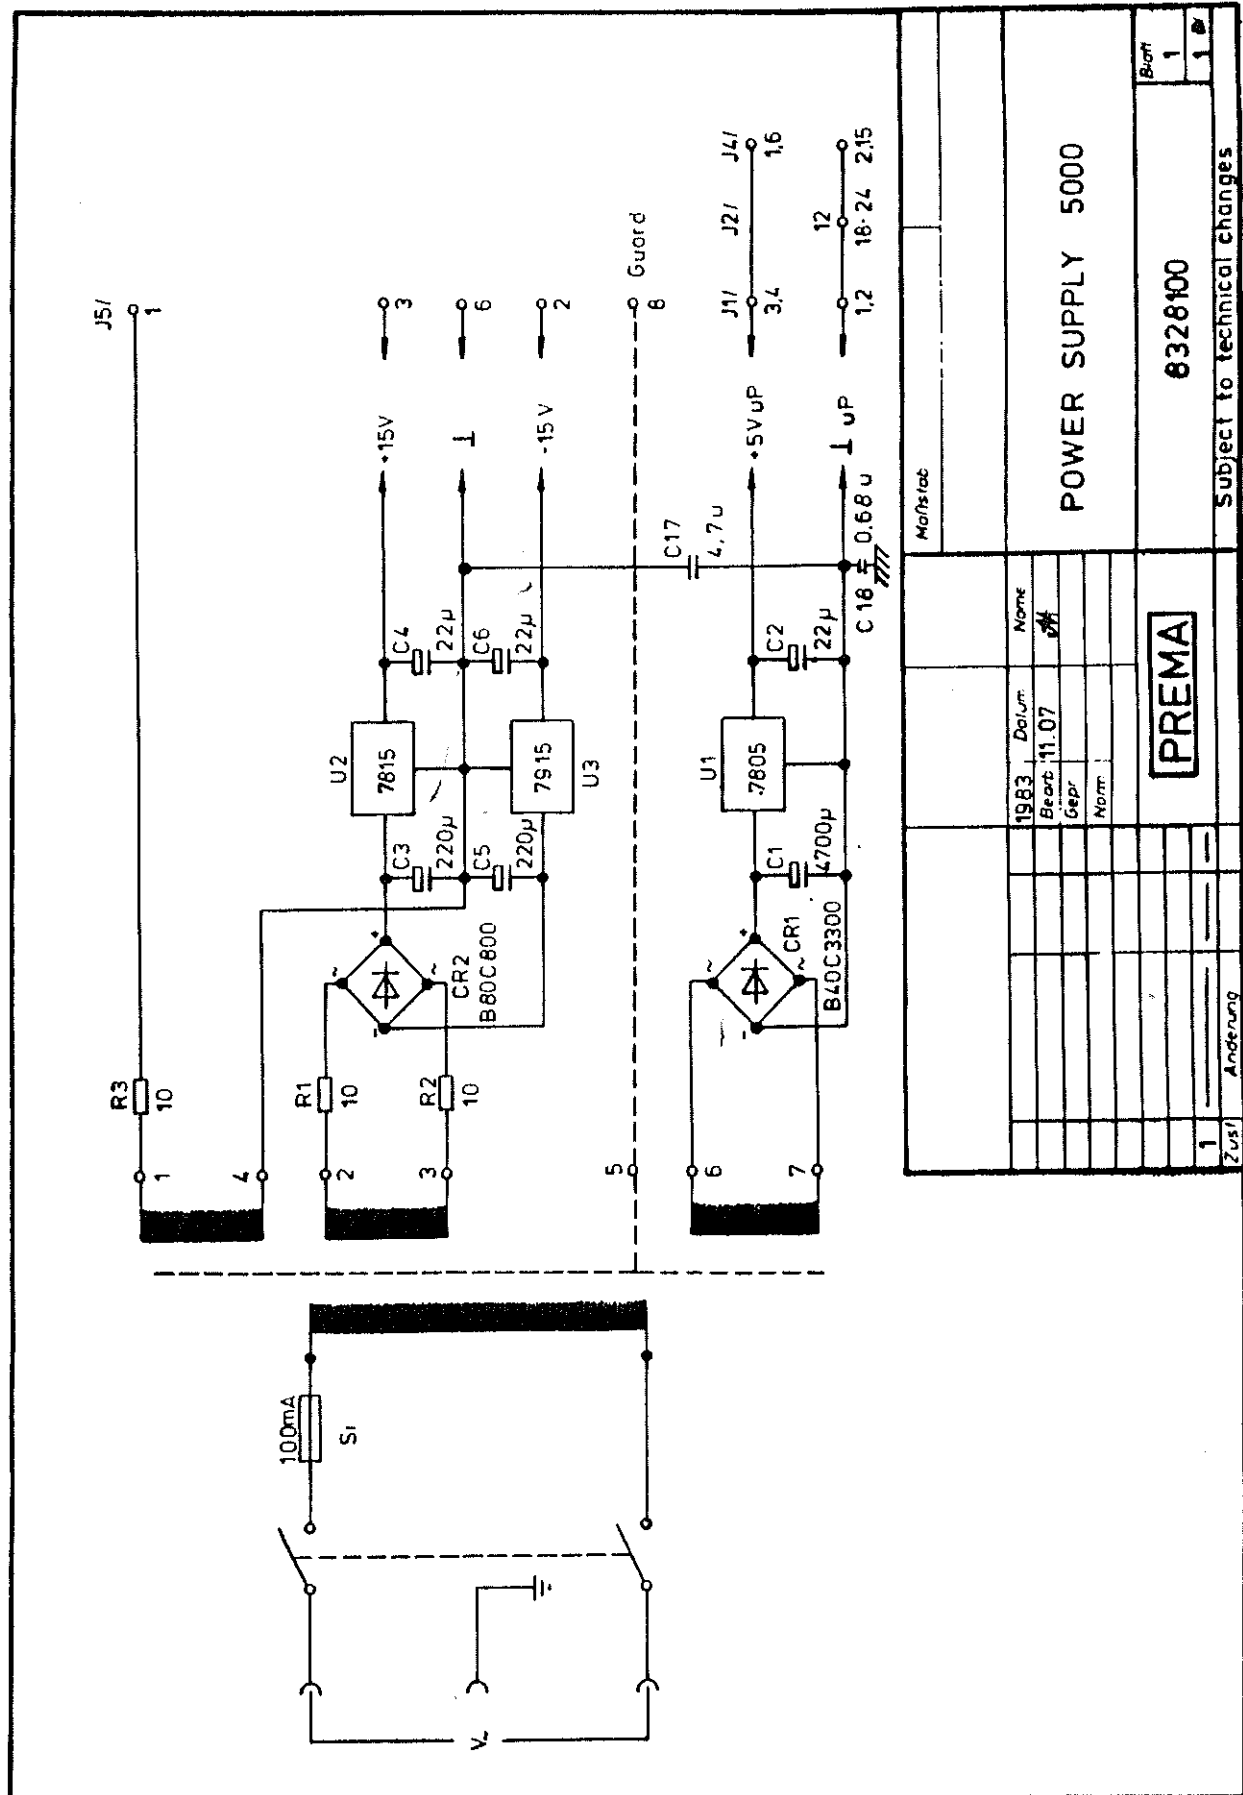 J5/
1
R3
10
1
4
+15V
3
⊥
6
-15V
2
Guard
8
R1
10
2
R2
10
3
CR2
B80C800
~
~
+
-
C3
220µ
C5
220µ
U2
7815
7915
U3
C4
22µ
C6
22µ
5
C17
4,7u
J1/
J2/
J4/
+5VuP
3,4
1,6
⊥ uP
1,2
12
18-24
2,15
6
7
CR1
B40C3300
~
~
+
-
C1
4700µ
U1
7805
C2
22µ
C18
0.68u
100mA
Si
V~
Maßstab
1983
Datum
Name
Bearb
11.07
Gepr
Norm
POWER SUPPLY 5000
PREMA
8328100
Blatt
1
1 Bl
1
Zust
Änderung
Subject to technical changes